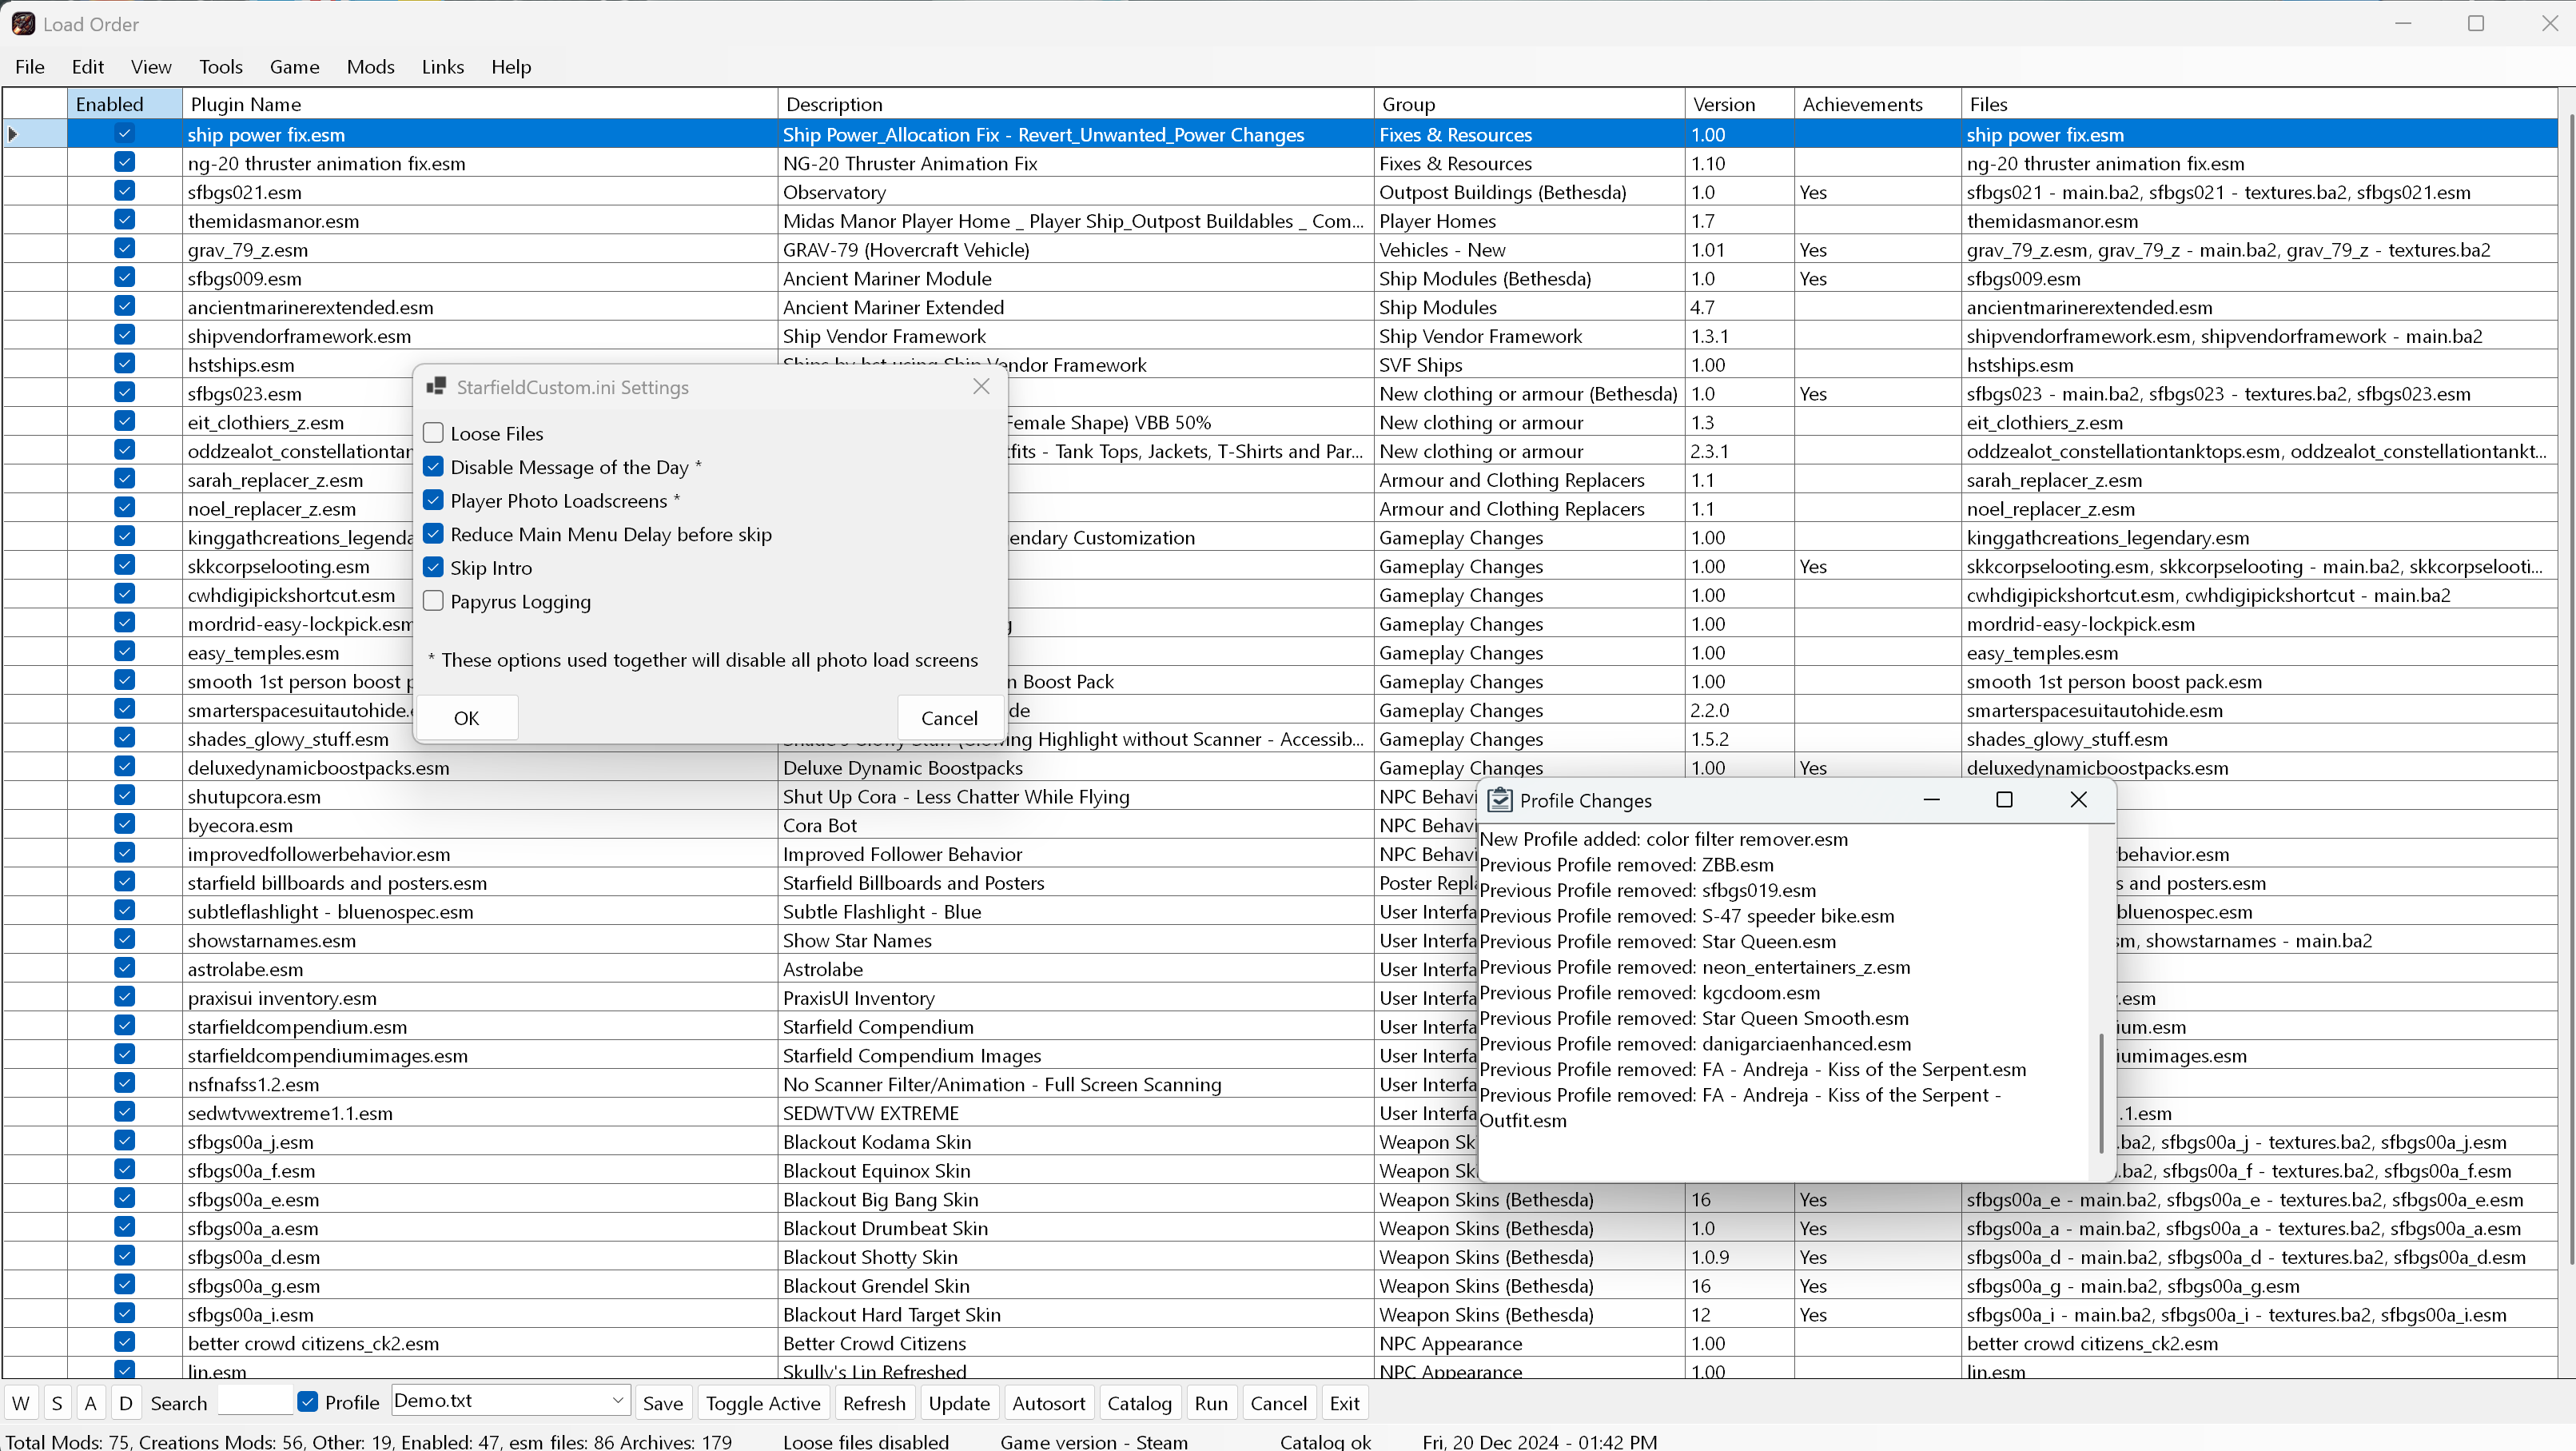 Load Order
File Edit View Tools Game Mods Links Help
Enabled Plugin Name Description Group Version Achievements Files
ship power fix.esm Ship Power_Allocation Fix - Revert_Unwanted_Power Changes Fixes & Resources 1.00 ship power fix.esm
ng-20 thruster animation fix.esm NG-20 Thruster Animation Fix Fixes & Resources 1.10 ng-20 thruster animation fix.esm
sfbgs021.esm Observatory Outpost Buildings (Bethesda) 1.0 Yes sfbgs021 - main.ba2, sfbgs021 - textures.ba2, sfbgs021.esm
themidasmanor.esm Midas Manor Player Home _ Player Ship_Outpost Buildables _ Com... Player Homes 1.7 themidasmanor.esm
grav_79_z.esm GRAV-79 (Hovercraft Vehicle) Vehicles - New 1.01 Yes grav_79_z.esm, grav_79_z - main.ba2, grav_79_z - textures.ba2
sfbgs009.esm Ancient Mariner Module Ship Modules (Bethesda) 1.0 Yes sfbgs009.esm
ancientmarinerextended.esm Ancient Mariner Extended Ship Modules 4.7 ancientmarinerextended.esm
shipvendorframework.esm Ship Vendor Framework Ship Vendor Framework 1.3.1 shipvendorframework.esm, shipvendorframework - main.ba2
hstships.esm Ships by hst using Ship Vendor Framework SVF Ships 1.00 hstships.esm
sfbgs023.esm New clothing or armour (Bethesda) 1.0 Yes sfbgs023 - main.ba2, sfbgs023 - textures.ba2, sfbgs023.esm
eit_clothiers_z.esm Female Shape) VBB 50% New clothing or armour 1.3 eit_clothiers_z.esm
oddzealot_constellationtan fits - Tank Tops, Jackets, T-Shirts and Par... New clothing or armour 2.3.1 oddzealot_constellationtanktops.esm, oddzealot_constellationtankt...
sarah_replacer_z.esm Armour and Clothing Replacers 1.1 sarah_replacer_z.esm
noel_replacer_z.esm Armour and Clothing Replacers 1.1 noel_replacer_z.esm
kinggathcreations_legenda endary Customization Gameplay Changes 1.00 kinggathcreations_legendary.esm
skkcorpselooting.esm Gameplay Changes 1.00 Yes skkcorpselooting.esm, skkcorpselooting - main.ba2, skkcorpselooti...
cwhdigipickshortcut.esm Gameplay Changes 1.00 cwhdigipickshortcut.esm, cwhdigipickshortcut - main.ba2
mordrid-easy-lockpick.esm g Gameplay Changes 1.00 mordrid-easy-lockpick.esm
easy_temples.esm Gameplay Changes 1.00 easy_temples.esm
smooth 1st person boost p n Boost Pack Gameplay Changes 1.00 smooth 1st person boost pack.esm
smarterspacesuitautohide. de Gameplay Changes 2.2.0 smarterspacesuitautohide.esm
shades_glowy_stuff.esm Shade's Glowy Stuff (Glowing Highlight without Scanner - Accessib... Gameplay Changes 1.5.2 shades_glowy_stuff.esm
deluxedynamicboostpacks.esm Deluxe Dynamic Boostpacks Gameplay Changes 1.00 Yes deluxedynamicboostpacks.esm
shutupcora.esm Shut Up Cora - Less Chatter While Flying NPC Behavi
byecora.esm Cora Bot NPC Behavi
improvedfollowerbehavior.esm Improved Follower Behavior NPC Behavi behavior.esm
starfield billboards and posters.esm Starfield Billboards and Posters Poster Repl s and posters.esm
subtleflashlight - bluenospec.esm Subtle Flashlight - Blue User Interfa bluenospec.esm
showstarnames.esm Show Star Names User Interfa sm, showstarnames - main.ba2
astrolabe.esm Astrolabe User Interfa
praxisui inventory.esm PraxisUI Inventory User Interfa .esm
starfieldcompendium.esm Starfield Compendium User Interfa ium.esm
starfieldcompendiumimages.esm Starfield Compendium Images User Interfa iumimages.esm
nsfnafss1.2.esm No Scanner Filter/Animation - Full Screen Scanning User Interfa
sedwtvwextreme1.1.esm SEDWTVW EXTREME User Interfa .1.esm
sfbgs00a_j.esm Blackout Kodama Skin Weapon Sk .ba2, sfbgs00a_j - textures.ba2, sfbgs00a_j.esm
sfbgs00a_f.esm Blackout Equinox Skin Weapon Sk .ba2, sfbgs00a_f - textures.ba2, sfbgs00a_f.esm
sfbgs00a_e.esm Blackout Big Bang Skin Weapon Skins (Bethesda) 16 Yes sfbgs00a_e - main.ba2, sfbgs00a_e - textures.ba2, sfbgs00a_e.esm
sfbgs00a_a.esm Blackout Drumbeat Skin Weapon Skins (Bethesda) 1.0 Yes sfbgs00a_a - main.ba2, sfbgs00a_a - textures.ba2, sfbgs00a_a.esm
sfbgs00a_d.esm Blackout Shotty Skin Weapon Skins (Bethesda) 1.0.9 Yes sfbgs00a_d - main.ba2, sfbgs00a_d - textures.ba2, sfbgs00a_d.esm
sfbgs00a_g.esm Blackout Grendel Skin Weapon Skins (Bethesda) 16 Yes sfbgs00a_g - main.ba2, sfbgs00a_g.esm
sfbgs00a_i.esm Blackout Hard Target Skin Weapon Skins (Bethesda) 12 Yes sfbgs00a_i - main.ba2, sfbgs00a_i - textures.ba2, sfbgs00a_i.esm
better crowd citizens_ck2.esm Better Crowd Citizens NPC Appearance 1.00 better crowd citizens_ck2.esm
lin.esm Skully's Lin Refreshed NPC Appearance 1.00 lin.esm
StarfieldCustom.ini Settings
Loose Files
Disable Message of the Day *
Player Photo Loadscreens *
Reduce Main Menu Delay before skip
Skip Intro
Papyrus Logging
* These options used together will disable all photo load screens
OK Cancel
Profile Changes
New Profile added: color filter remover.esm
Previous Profile removed: ZBB.esm
Previous Profile removed: sfbgs019.esm
Previous Profile removed: S-47 speeder bike.esm
Previous Profile removed: Star Queen.esm
Previous Profile removed: neon_entertainers_z.esm
Previous Profile removed: kgcdoom.esm
Previous Profile removed: Star Queen Smooth.esm
Previous Profile removed: danigarciaenhanced.esm
Previous Profile removed: FA - Andreja - Kiss of the Serpent.esm
Previous Profile removed: FA - Andreja - Kiss of the Serpent -
Outfit.esm
W S A D Search Profile Demo.txt Save Toggle Active Refresh Update Autosort Catalog Run Cancel Exit
Total Mods: 75, Creations Mods: 56, Other: 19, Enabled: 47, esm files: 86 Archives: 179 Loose files disabled Game version - Steam Catalog ok Fri, 20 Dec 2024 - 01:42 PM